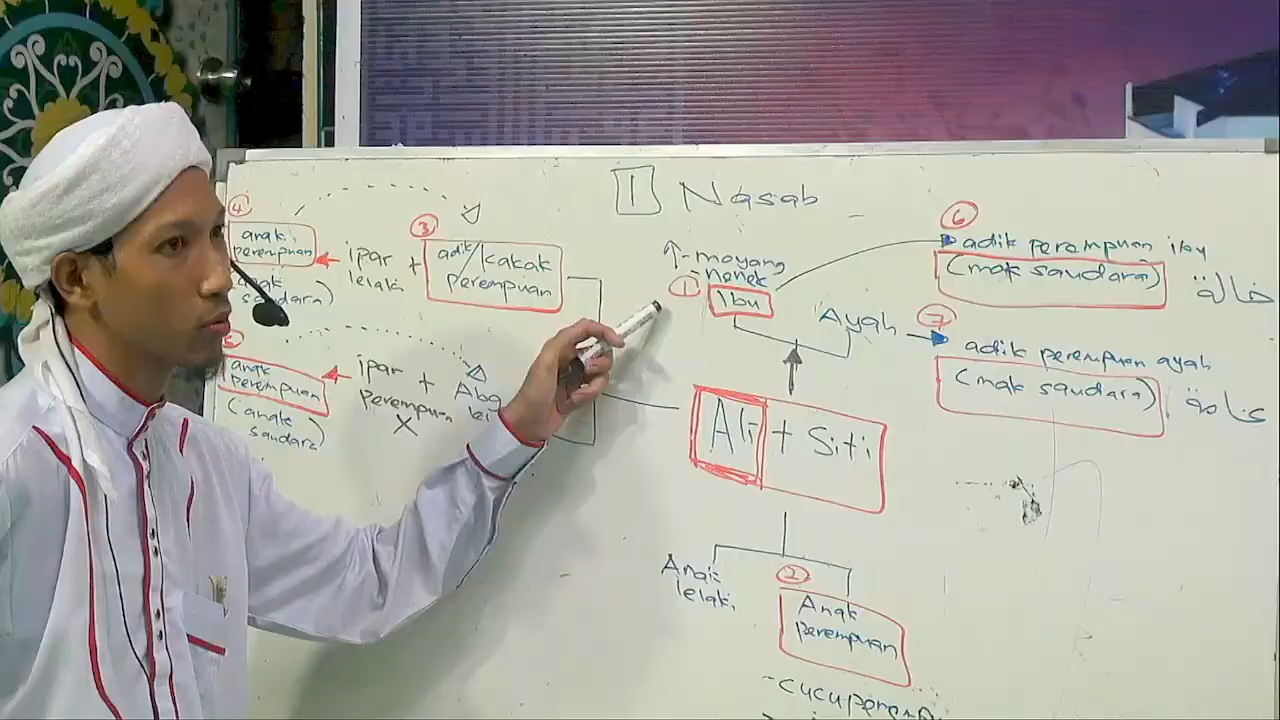 1 Nasab
4
anak perempuan
anak saudara)
ipar lelaki
+
3
adik/kakak perempuan
5
anak perempuan
(anak saudara)
ipar perempuan
+
X
↑- moyang
- nenek
1 Ibu
Ayah
6
adik perempuan ibu
(mak saudara)
خالة
7
adik perempuan ayah
(mak saudara)
عامة
Ali + Siti
Anak lelaki
2
Anak perempuan
- cucu